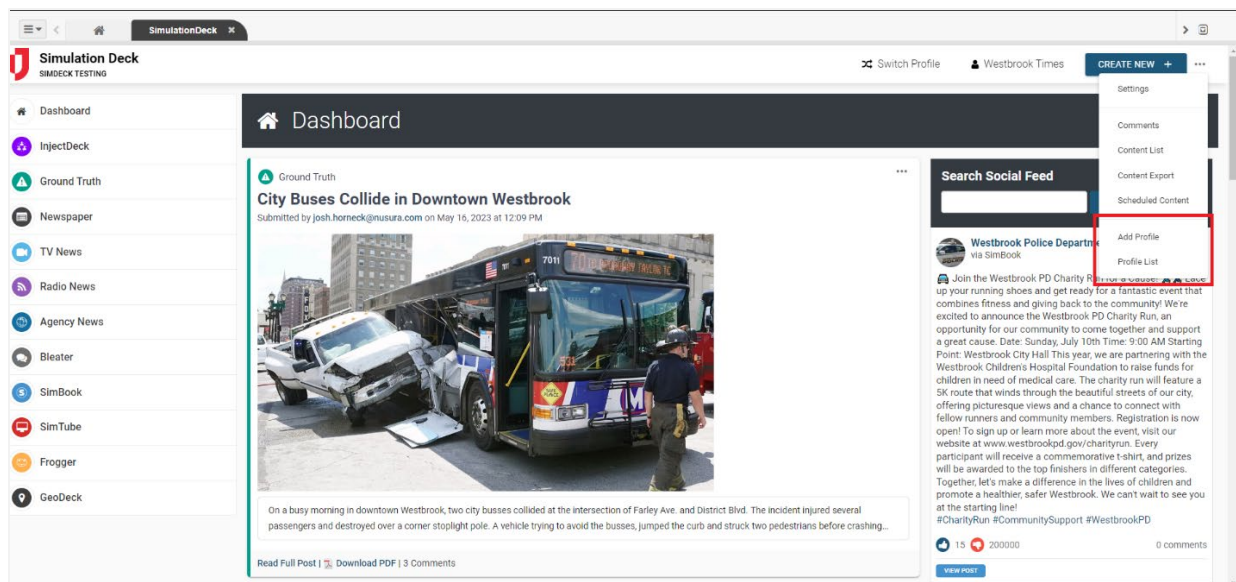 SimulationDeck ×
Simulation Deck
SIMDECK TESTING
Switch Profile
Westbrook Times
CREATE NEW +
Settings
Comments
Content List
Content Export
Scheduled Content
Add Profile
Profile List
Dashboard
InjectDeck
Ground Truth
Newspaper
TV News
Radio News
Agency News
Bleater
SimBook
SimTube
Frogger
GeoDeck
Dashboard
Ground Truth
City Buses Collide in Downtown Westbrook
Submitted by josh.horneck@nusura.com on May 16, 2023 at 12:09 PM
7011
531
On a busy morning in downtown Westbrook, two city busses collided at the intersection of Farley Ave. and District Blvd. The incident injured several
passengers and destroyed over a corner stoplight pole. A vehicle trying to avoid the busses, jumped the curb and struck two pedestrians before crashing...
Read Full Post | Download PDF | 3 Comments
Search Social Feed
Westbrook Police Departme
via SimBook
Join the Westbrook PD Charity Run for a Cause! Lace
up your running shoes and get ready for a fantastic event that
combines fitness and giving back to the community! We're
excited to announce the Westbrook PD Charity Run, an
opportunity for our community to come together and support
a great cause. Date: Sunday, July 10th Time: 9:00 AM Starting
Point: Westbrook City Hall This year, we are partnering with the
Westbrook Children's Hospital Foundation to raise funds for
children in need of medical care. The charity run will feature a
5K route that winds through the beautiful streets of our city,
offering picturesque views and a chance to connect with
fellow runners and community members. Registration is now
open! To sign up or learn more about the event, visit our
website at www.westbrookpd.gov/charityrun. Every
participant will receive a commemorative t-shirt, and prizes
will be awarded to the top finishers in different categories.
Together, let's make a difference in the lives of children and
promote a healthier, safer Westbrook. We can't wait to see you
at the starting line!
#CharityRun #CommunitySupport #WestbrookPD
15 200000 0 comments
VIEW POST